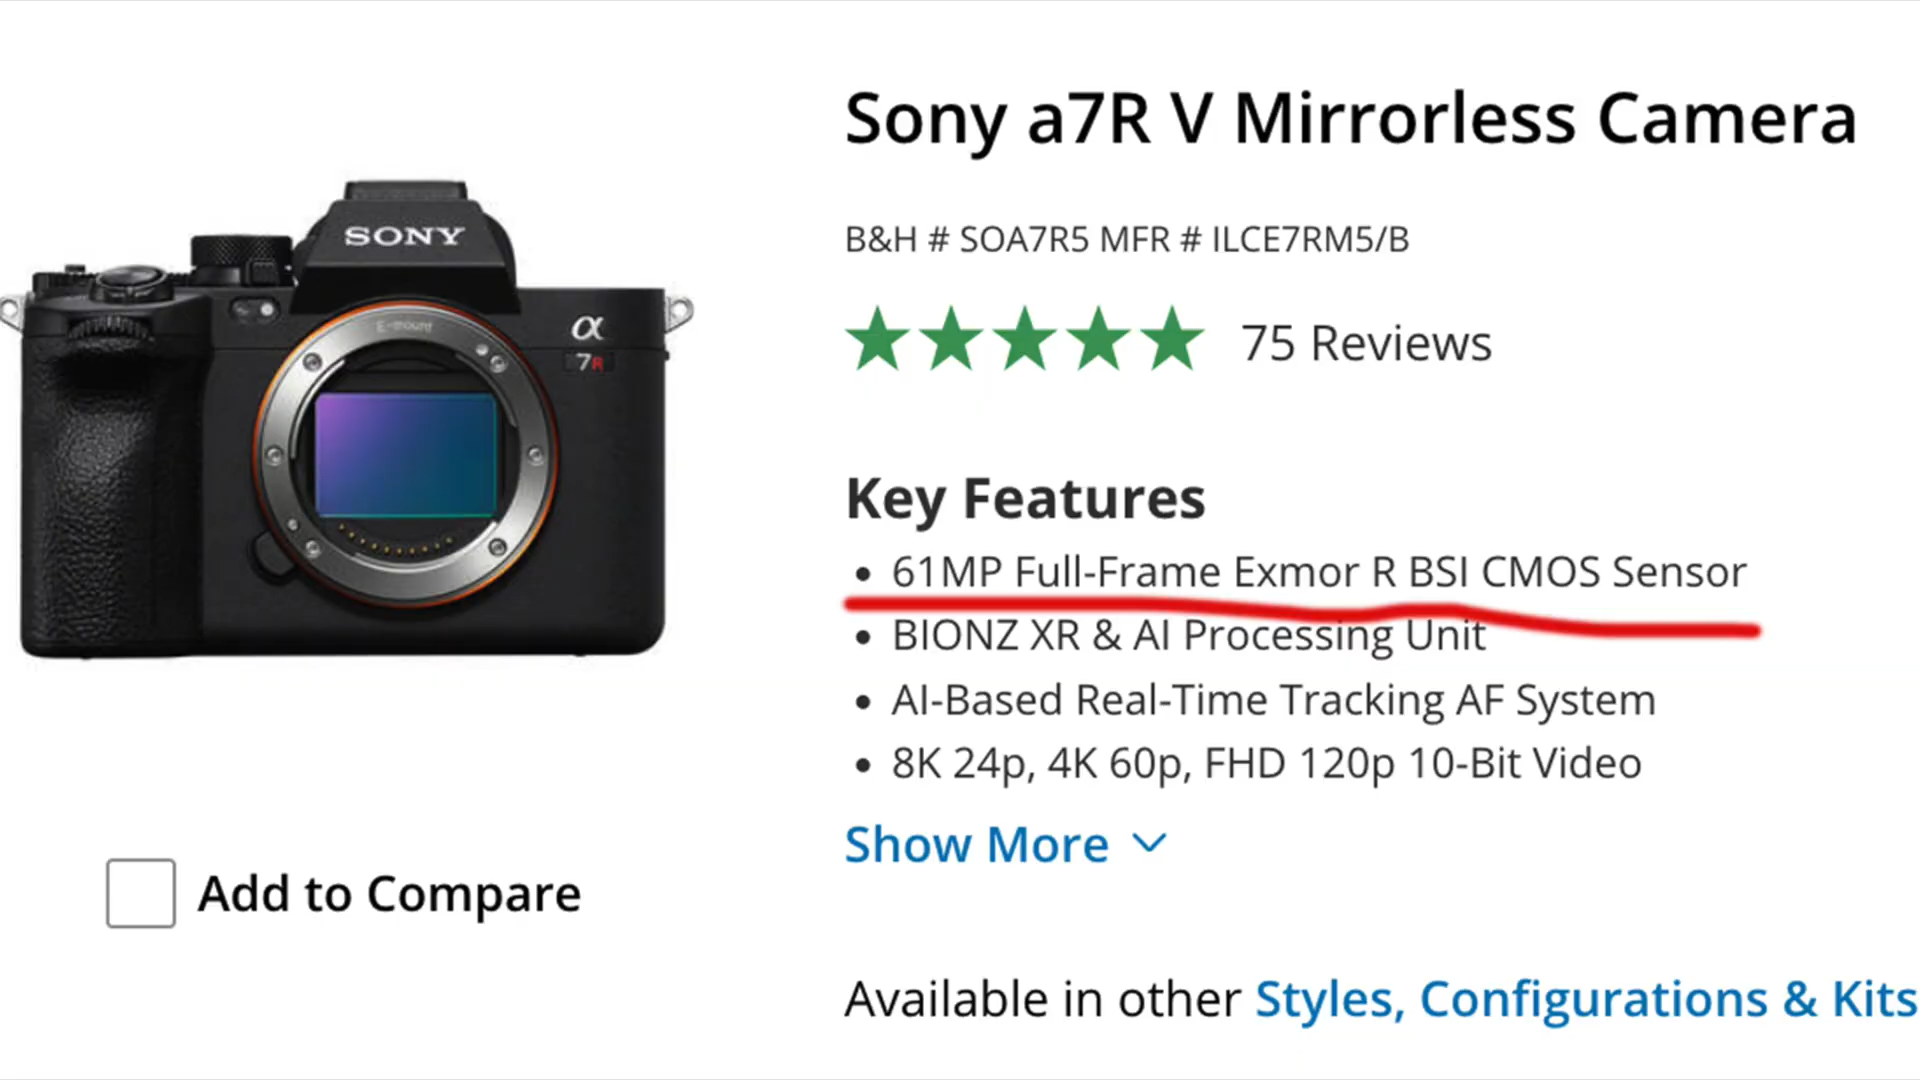 Sony a7R V Mirrorless Camera
B&H # SOA7R5 MFR # ILCE7RM5/B
75 Reviews
SONY
E-mount
α
7R
Key Features
• 61MP Full-Frame Exmor R BSI CMOS Sensor
• BIONZ XR & AI Processing Unit
• AI-Based Real-Time Tracking AF System
• 8K 24p, 4K 60p, FHD 120p 10-Bit Video
Show More
Add to Compare
Available in other Styles, Configurations & Kits